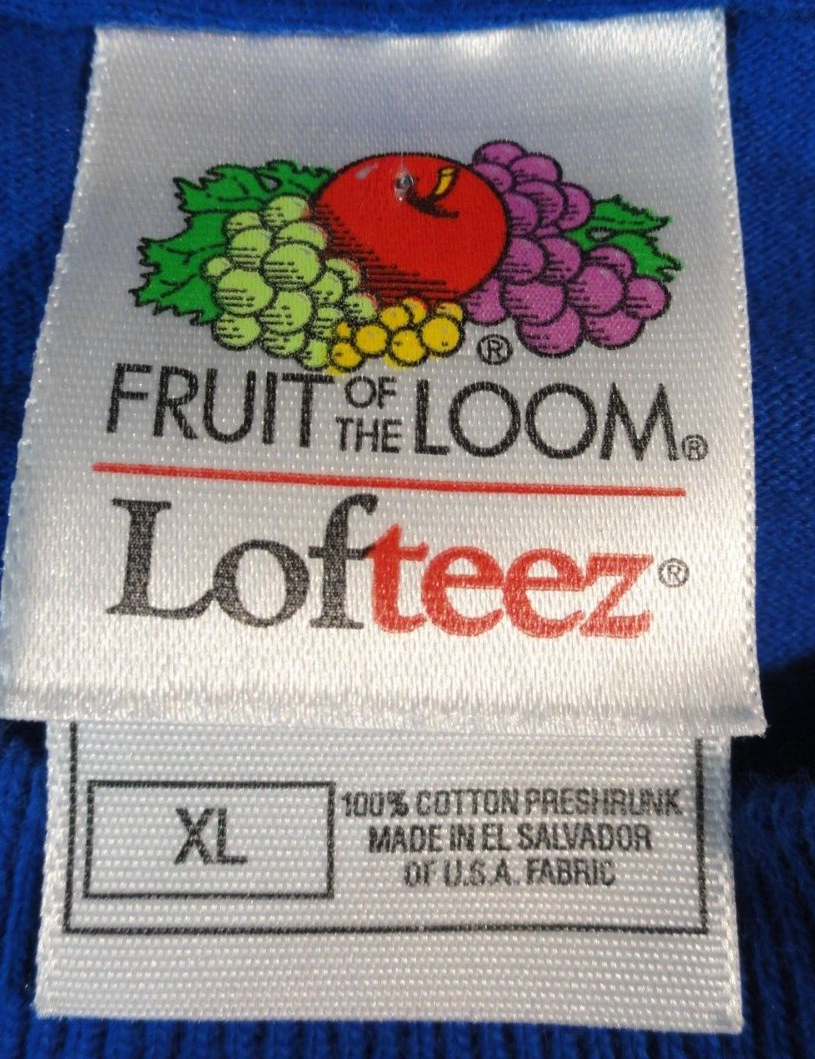 ®
FRUIT OF THE LOOM®
Lofteez®
XL
100% COTTON PRESHRUNK
MADE IN EL SALVADOR
OF U.S.A. FABRIC